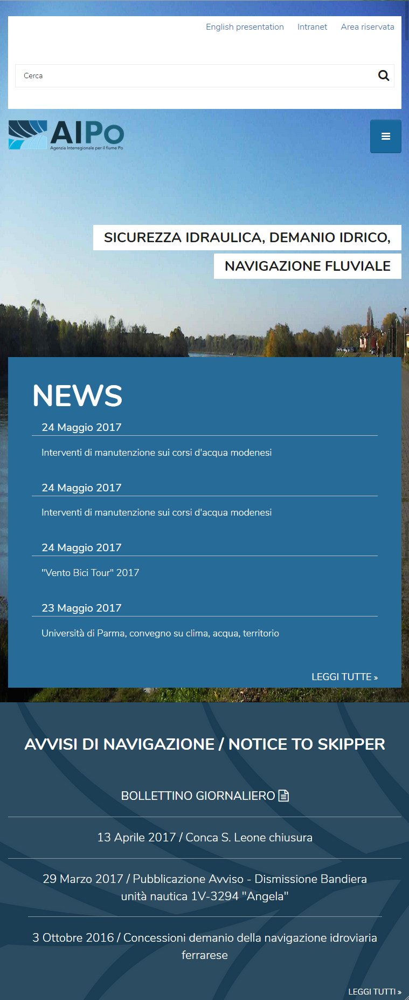 English presentation Intranet Area riservata
Cerca
AIPo
Agenzia Interregionale per il fiume Po
SICUREZZA IDRAULICA, DEMANIO IDRICO,
NAVIGAZIONE FLUVIALE
NEWS
24 Maggio 2017
Interventi di manutenzione sui corsi d'acqua modenesi
24 Maggio 2017
Interventi di manutenzione sui corsi d'acqua modenesi
24 Maggio 2017
"Vento Bici Tour" 2017
23 Maggio 2017
Università di Parma, convegno su clima, acqua, territorio
LEGGI TUTTE »
AVVISI DI NAVIGAZIONE / NOTICE TO SKIPPER
BOLLETTINO GIORNALIERO
13 Aprile 2017 / Conca S. Leone chiusura
29 Marzo 2017 / Pubblicazione Avviso - Dismissione Bandiera
unità nautica 1V-3294 "Angela"
3 Ottobre 2016 / Concessioni demanio della navigazione idroviaria
ferrarese
LEGGI TUTTI »